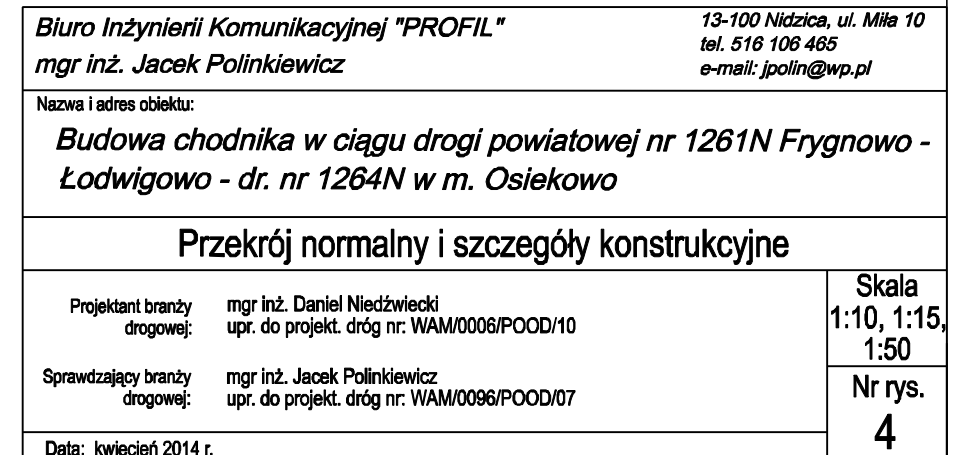 Biuro Inżynierii Komunikacyjnej "PROFIL"
mgr inż. Jacek Polinkiewicz
13-100 Nidzica, ul. Miła 10
tel. 516 106 465
e-mail: jpolin@wp.pl
Nazwa i adres obiektu:
Budowa chodnika w ciągu drogi powiatowej nr 1261N Frygnowo -
Łodwigowo - dr. nr 1264N w m. Osiekowo
Przekrój normalny i szczegóły konstrukcyjne
Projektant branży
drogowej:
mgr inż. Daniel Niedźwiecki
upr. do projekt. dróg nr: WAM/0006/POOD/10
Sprawdzający branży
drogowej:
mgr inż. Jacek Polinkiewicz
upr. do projekt. dróg nr: WAM/0096/POOD/07
Skala
1:10, 1:15,
1:50
Nr rys.
4
Data: kwiecień 2014 r.